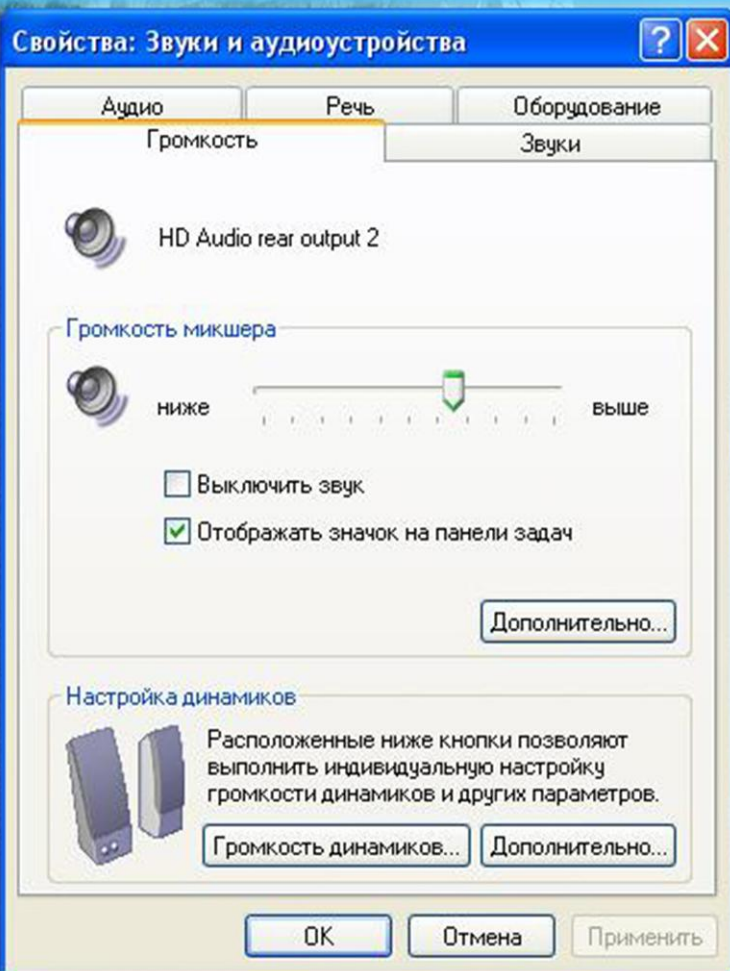 Свойства: Звуки и аудиоустройства
Аудио Речь Оборудование
Громкость Звуки
HD Audio rear output 2
Громкость микшера
ниже выше
Выключить звук
Отображать значок на панели задач
Дополнительно...
Настройка динамиков
Расположенные ниже кнопки позволяют
выполнить индивидуальную настройку
громкости динамиков и других параметров.
Громкость динамиков... Дополнительно...
OK Отмена Применить